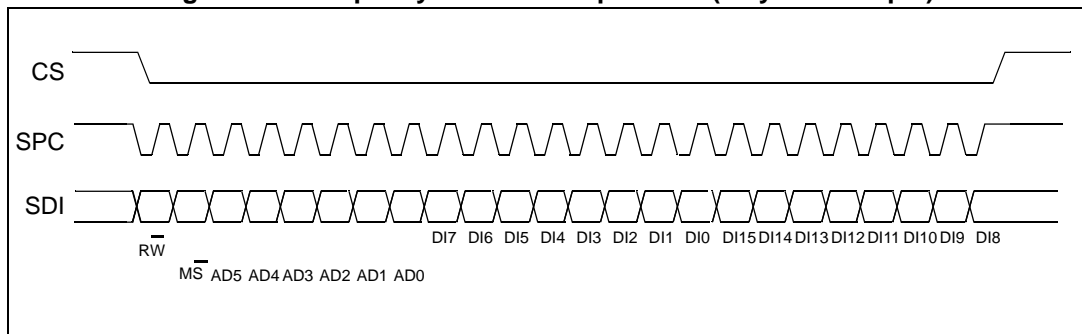 CS
SPC
SDI
DI7 DI6 DI5 DI4 DI3 DI2 DI1 DI0 DI15 DI14 DI13 DI12 DI11 DI10 DI9 DI8
RW
MS AD5 AD4 AD3 AD2 AD1 AD0